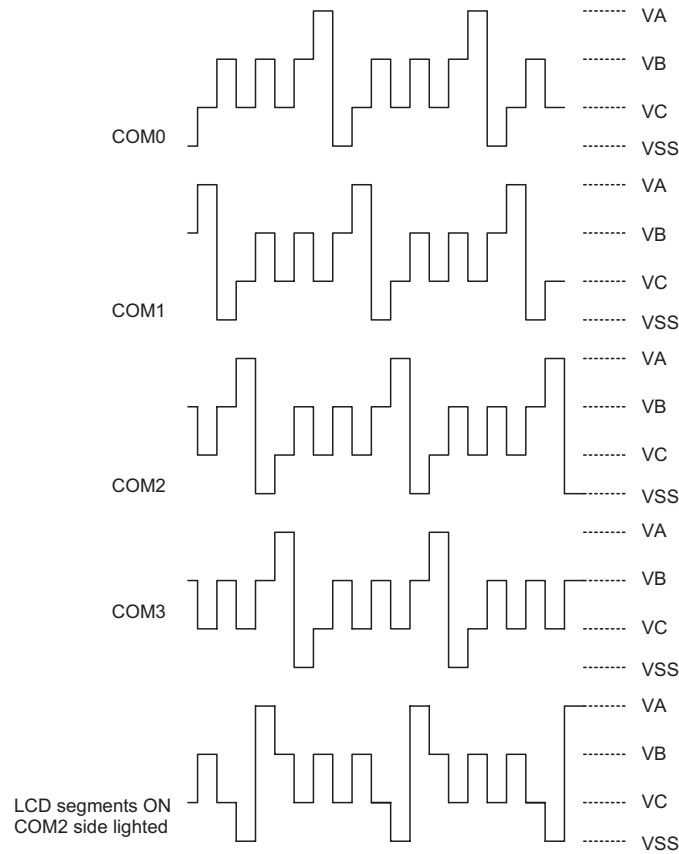 VA
VB
VC
COM0
VSS
VA
VB
VC
COM1
VSS
VA
VB
VC
COM2
VSS
VA
VB
COM3
VC
VSS
VA
VB
VC
LCD segments ON
COM2 side lighted
VSS